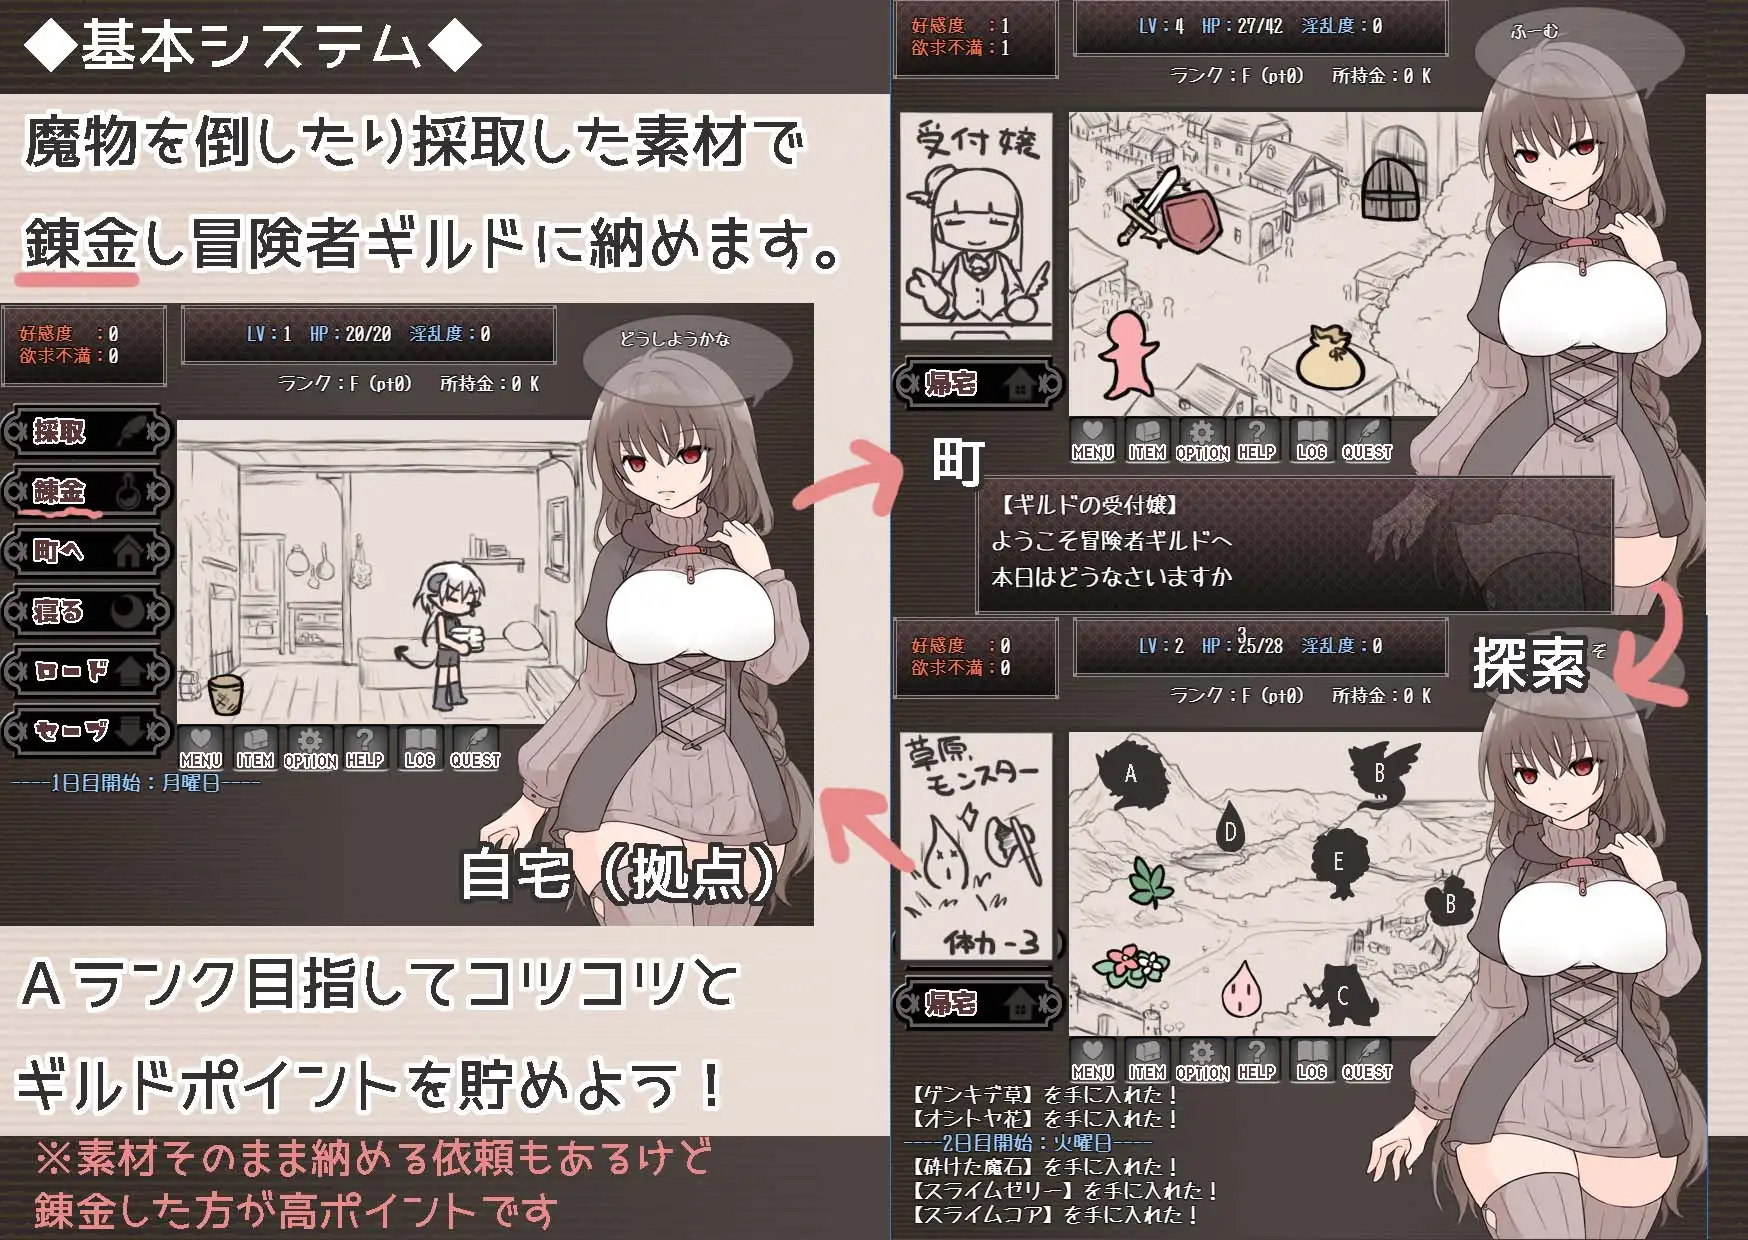 ◆基本システム◆
魔物を倒したり採取した素材で
錬金し冒険者ギルドに納めます。
好感度　：0
欲求不満：0
LV：1　HP：20/20　淫乱度：0
ランク：F (pt0)　所持金：0 K
どうしようかな
採取
錬金
町へ
寝る
ロード
セーブ
MENU ITEM OPTION HELP LOG QUEST
----1日目開始：月曜日----
自宅（拠点）
Aランク目指してコツコツと
ギルドポイントを貯めよう！
※素材そのまま納める依頼もあるけど
錬金した方が高ポイントです
好感度　：1
欲求不満：1
LV：4　HP：27/42　淫乱度：0
ランク：F (pt0)　所持金：0 K
ふーむ
受付嬢
帰宅
MENU ITEM OPTION HELP LOG QUEST
町
【ギルドの受付嬢】
ようこそ冒険者ギルドへ
本日はどうなさいますか
好感度　：0
欲求不満：0
LV：2　HP：25/28　淫乱度：0
3
ランク：F (pt0)　所持金：0 K
探索
そ
草原
モンスター
体力-3
帰宅
A
B
D
E
B
C
MENU ITEM OPTION HELP LOG QUEST
【ゲンキデ草】を手に入れた！
【オシトヤ花】を手に入れた！
----2日目開始：火曜日----
【砕けた魔石】を手に入れた！
【スライムゼリー】を手に入れた！
【スライムコア】を手に入れた！